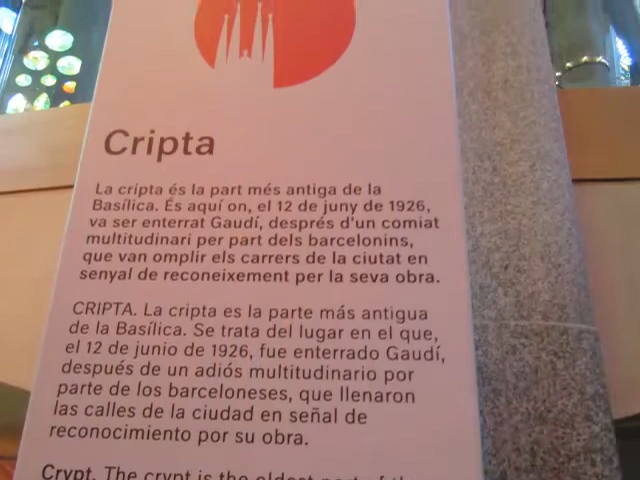 Cripta
La cripta és la part més antiga de la
Basílica. És aquí on, el 12 de juny de 1926,
va ser enterrat Gaudí, després d'un comiat
multitudinari per part dels barcelonins,
que van omplir els carrers de la ciutat en
senyal de reconeixement per la seva obra.
CRIPTA. La cripta es la parte más antigua
de la Basílica. Se trata del lugar en el que,
el 12 de junio de 1926, fue enterrado Gaudí,
después de un adiós multitudinario por
parte de los barceloneses, que llenaron
las calles de la ciudad en señal de
reconocimiento por su obra.
Crypt. The crypt is the oldest part of the